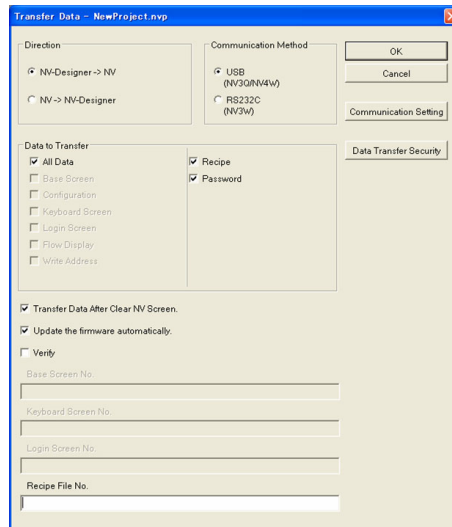 Transfer Data - NewProject.nvp
Direction
NV-Designer -> NV
NV -> NV-Designer
Communication Method
USB
(NV3Q/NV4W)
RS232C
(NV3W)
OK
Cancel
Communication Setting
Data Transfer Security
Data to Transfer
All Data
Base Screen
Configuration
Keyboard Screen
Login Screen
Flow Display
Write Address
Recipe
Password
Transfer Data After Clear NV Screen.
Update the firmware automatically.
Verify
Base Screen No.
Keyboard Screen No.
Login Screen No.
Recipe File No.